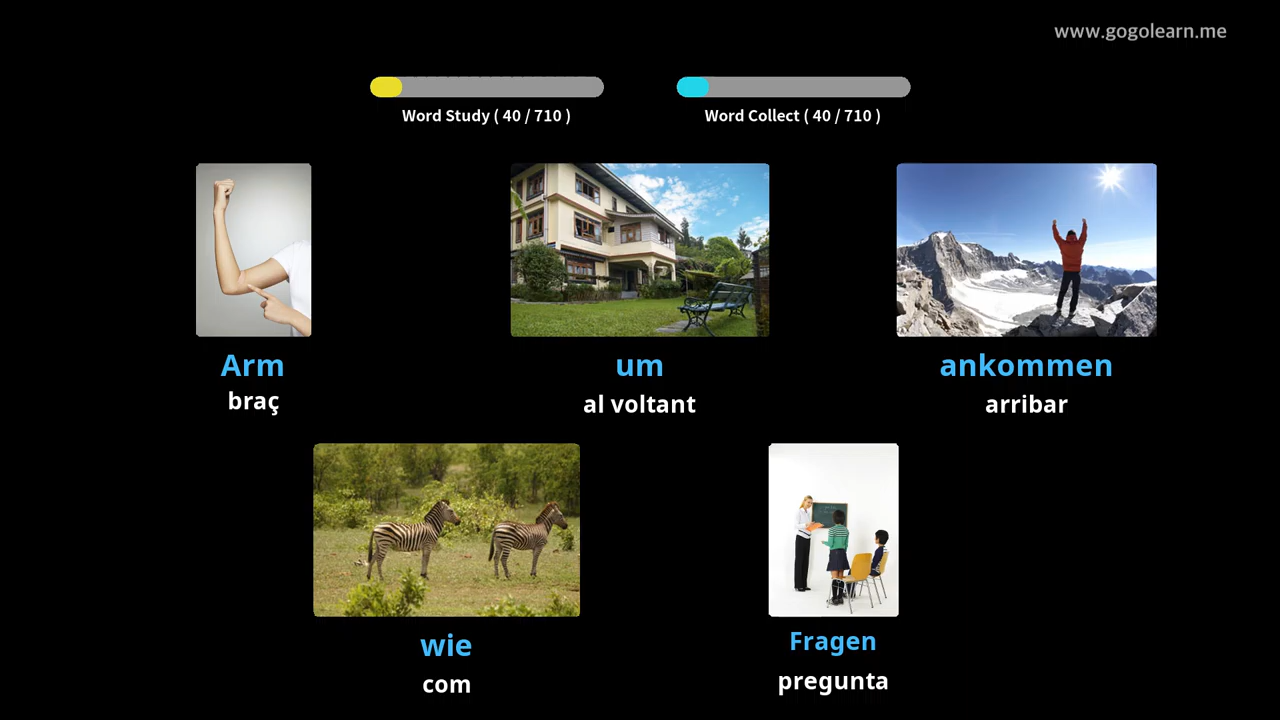 www.gogolearn.me
Word Study ( 40 / 710 )
Word Collect ( 40 / 710 )
Arm
braç
um
al voltant
ankommen
arribar
wie
com
Fragen
pregunta